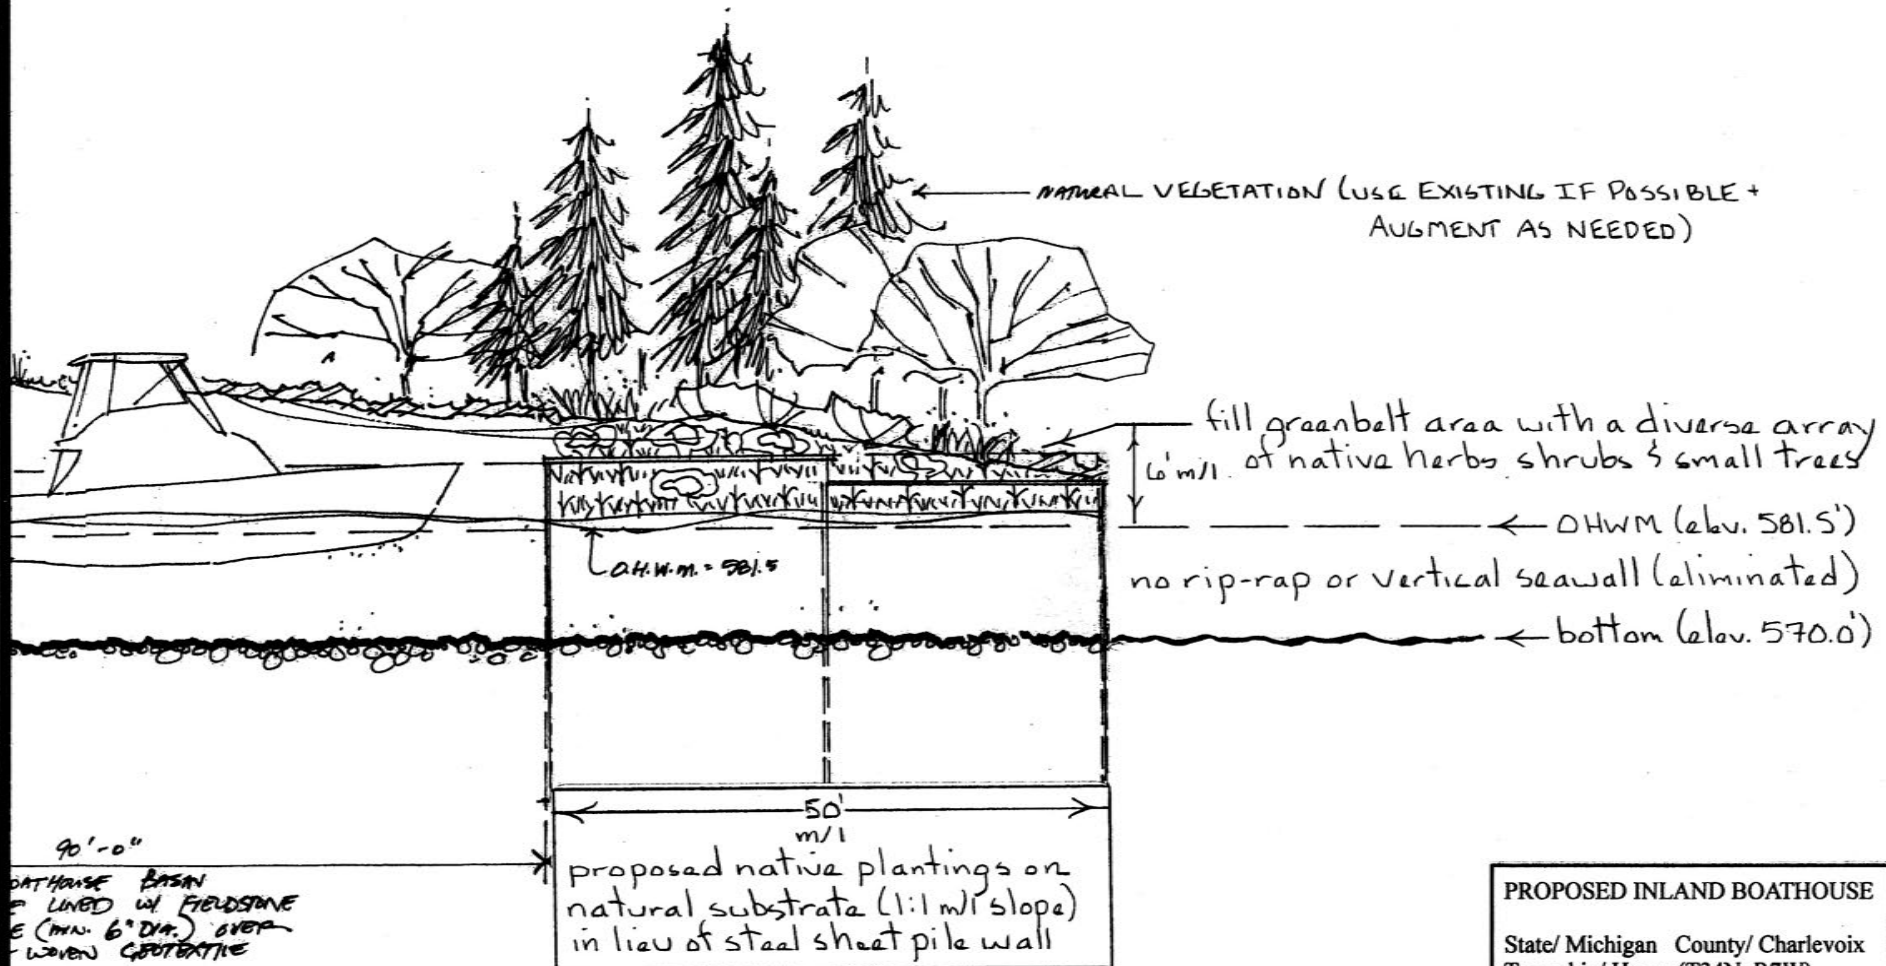 NATURAL VEGETATION (USE EXISTING IF POSSIBLE +
AUGMENT AS NEEDED)
fill greenbelt area with a diverse array
of native herbs shrubs & small trees
6' m/l.
OHWM (elev. 581.5')
O.H.W.M. = 581.5
no rip-rap or vertical seawall (eliminated)
bottom (elev. 570.0')
50'
m/l
proposed native plantings on
natural substrate (1:1 m/l slope)
in lieu of steel sheet pile wall
90'-0"
BASIN
LINED W/ FIELDSTONE
(MIN. 6" DIA.) OVER
WOVEN GEOTEXTILE
PROPOSED INLAND BOATHOUSE
State/ Michigan County/ Charlevoix